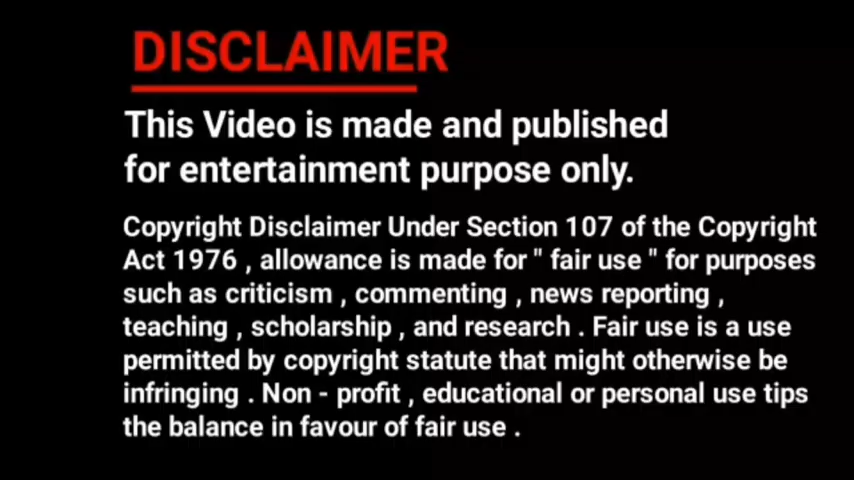 DISCLAIMER
This Video is made and published
for entertainment purpose only.
Copyright Disclaimer Under Section 107 of the Copyright
Act 1976 , allowance is made for " fair use " for purposes
such as criticism , commenting , news reporting ,
teaching , scholarship , and research . Fair use is a use
permitted by copyright statute that might otherwise be
infringing . Non - profit , educational or personal use tips
the balance in favour of fair use .